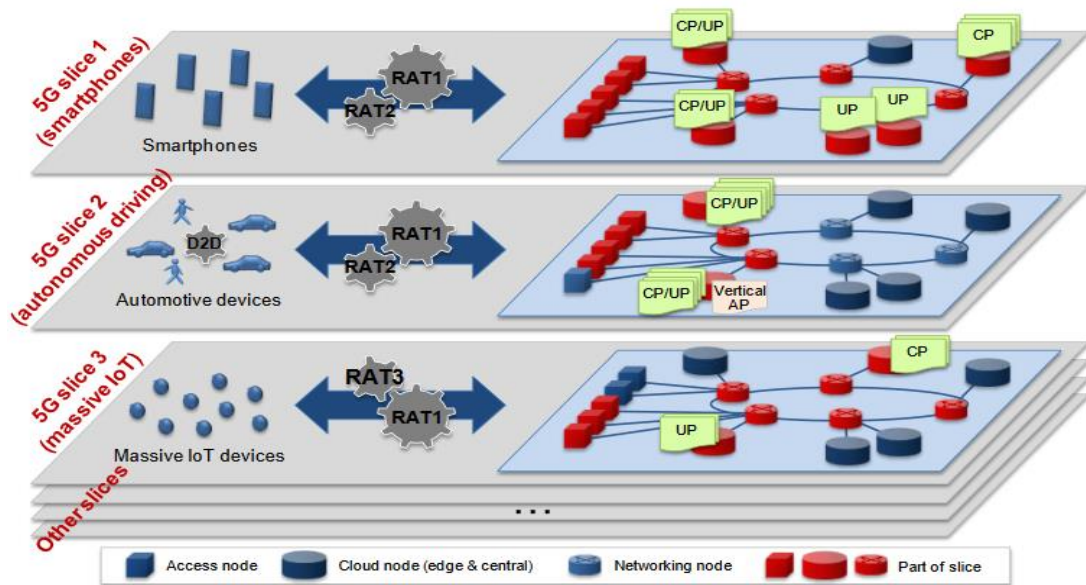 5G slice 1
(smartphones)
Smartphones
RAT1
RAT2
CP/UP
CP/UP
CP
UP
UP
5G slice 2
(autonomous driving)
D2D
Automotive devices
RAT1
RAT2
CP/UP
CP/UP
Vertical
AP
5G slice 3
(massive IoT)
Massive IoT devices
RAT3
RAT1
CP
UP
Other slices
...
Access node
Cloud node (edge & central)
Networking node
Part of slice